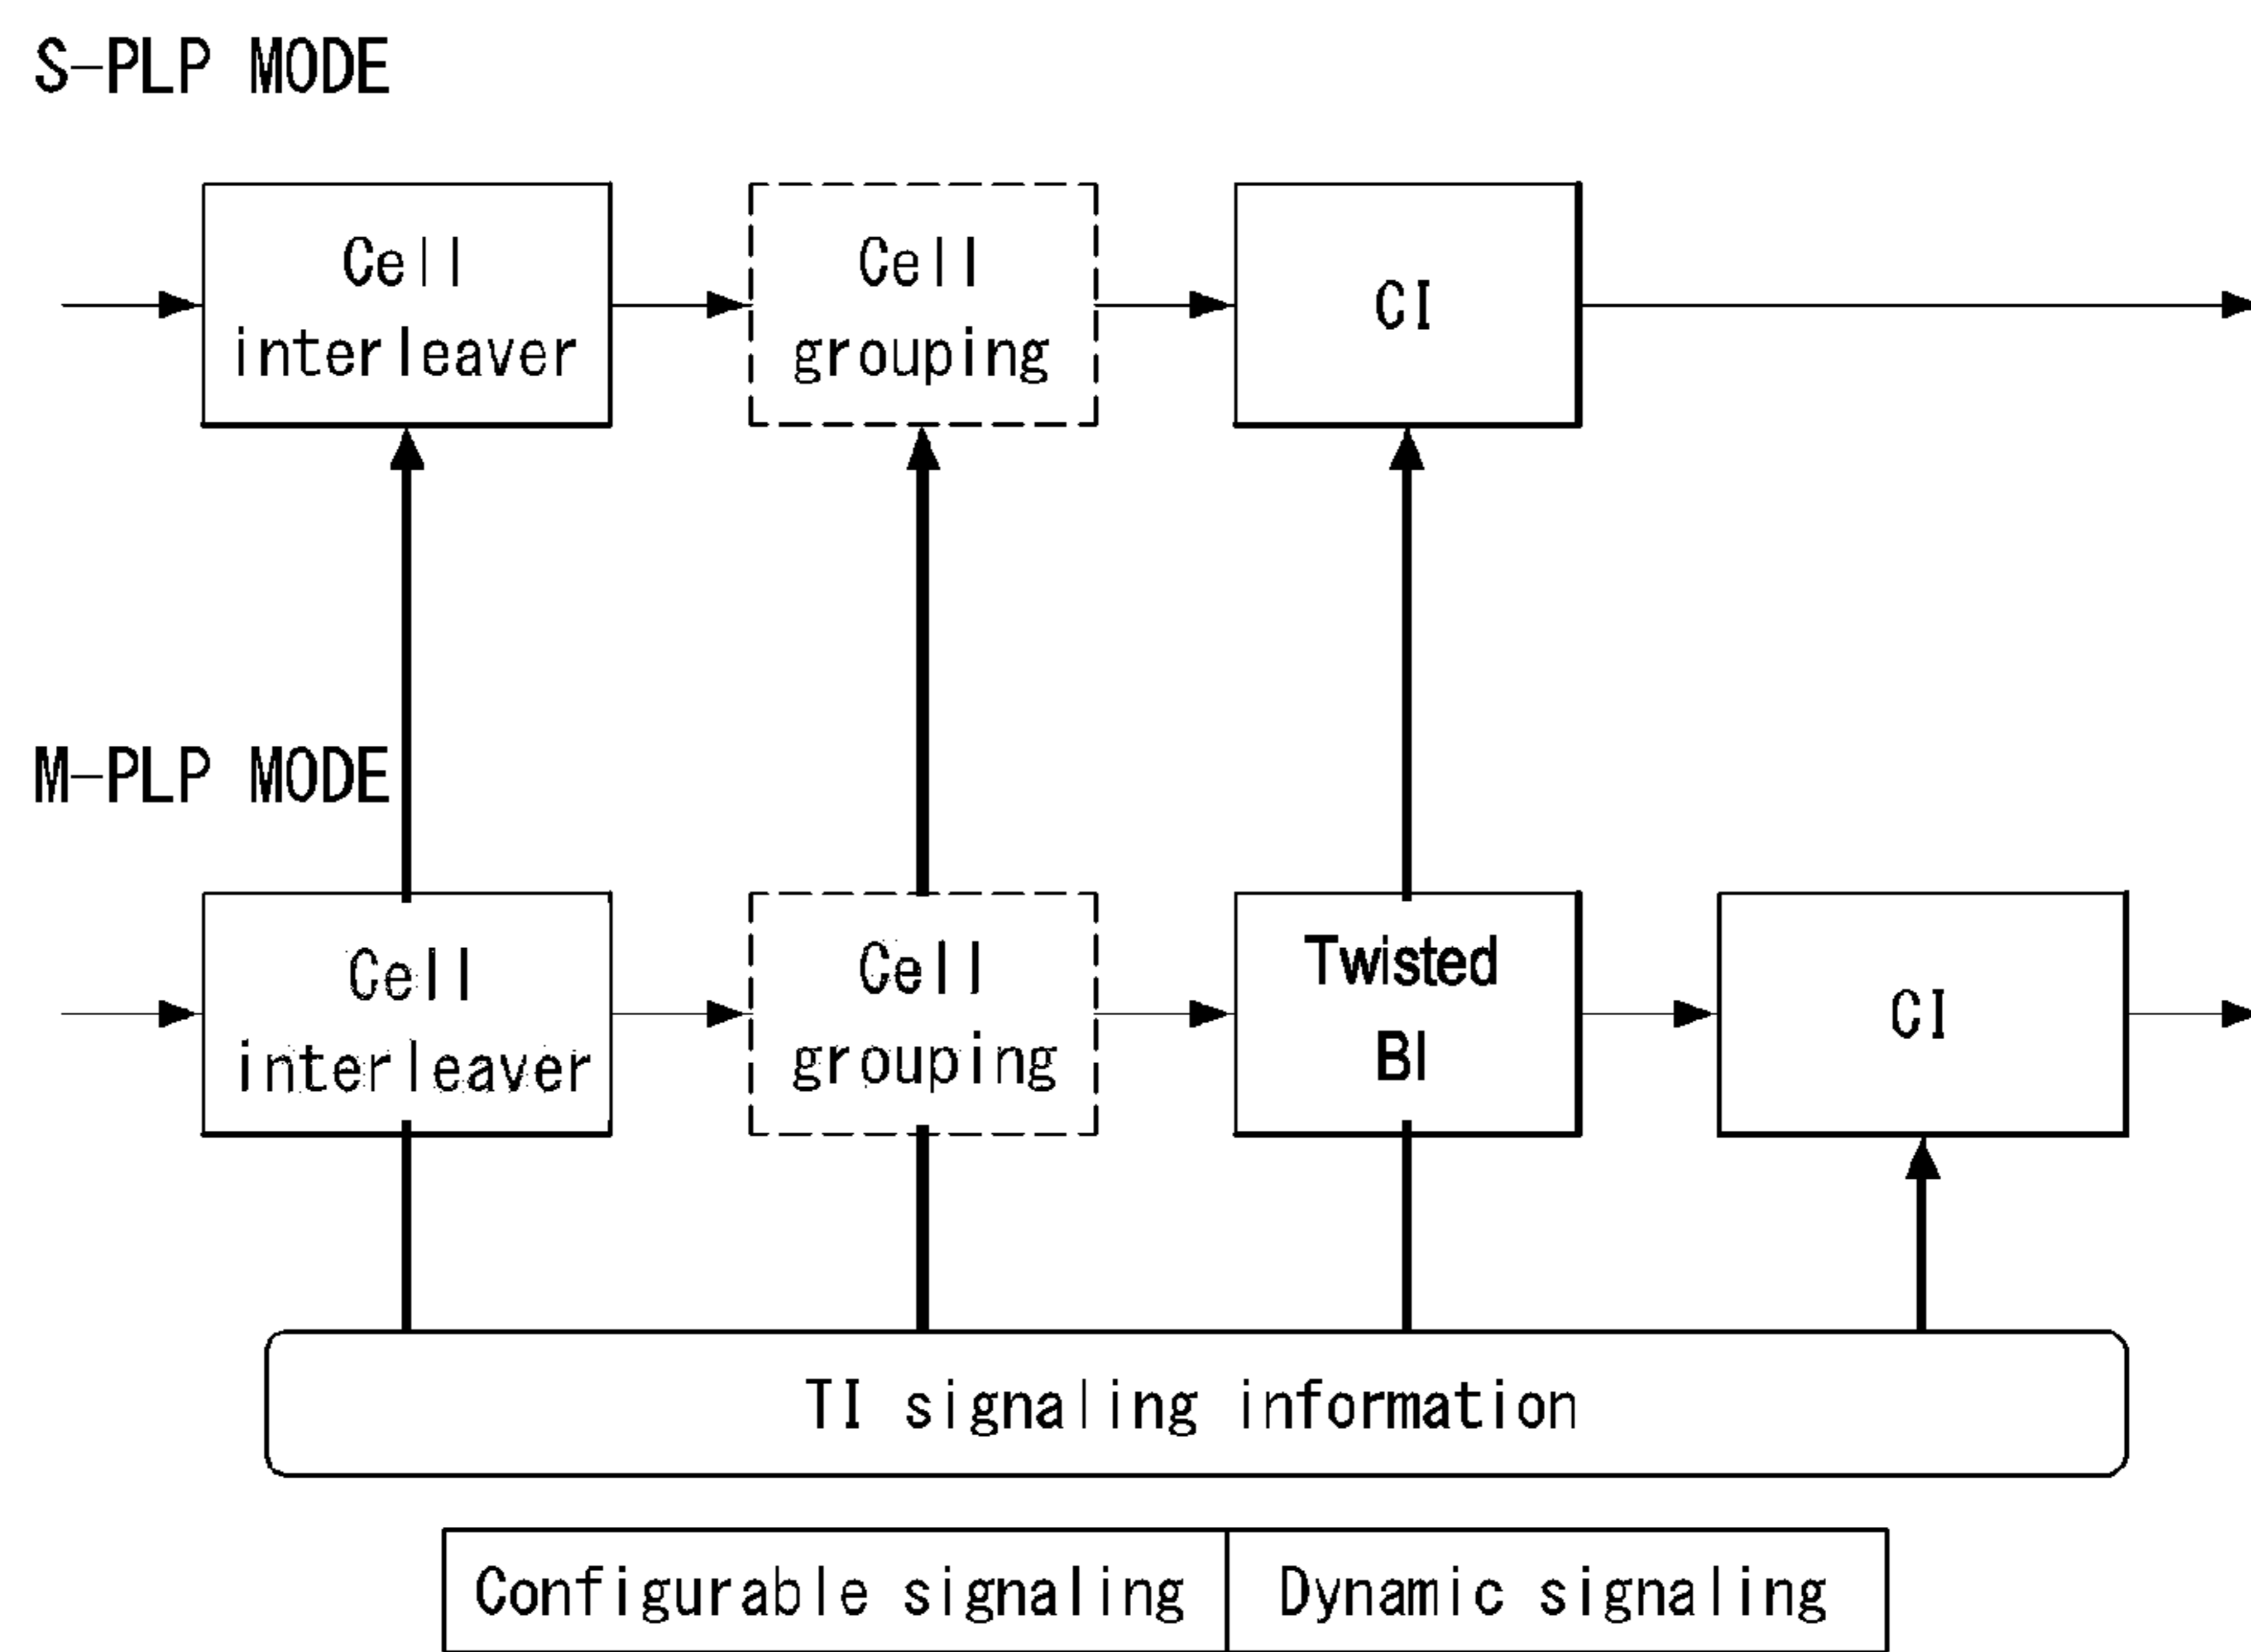 S-PLP MODE
Cell
interleaver
Cell
grouping
CI
M-PLP MODE
Cell
interleaver
Cell
grouping
Twisted
BI
CI
TI signaling information
Configurable signaling
Dynamic signaling